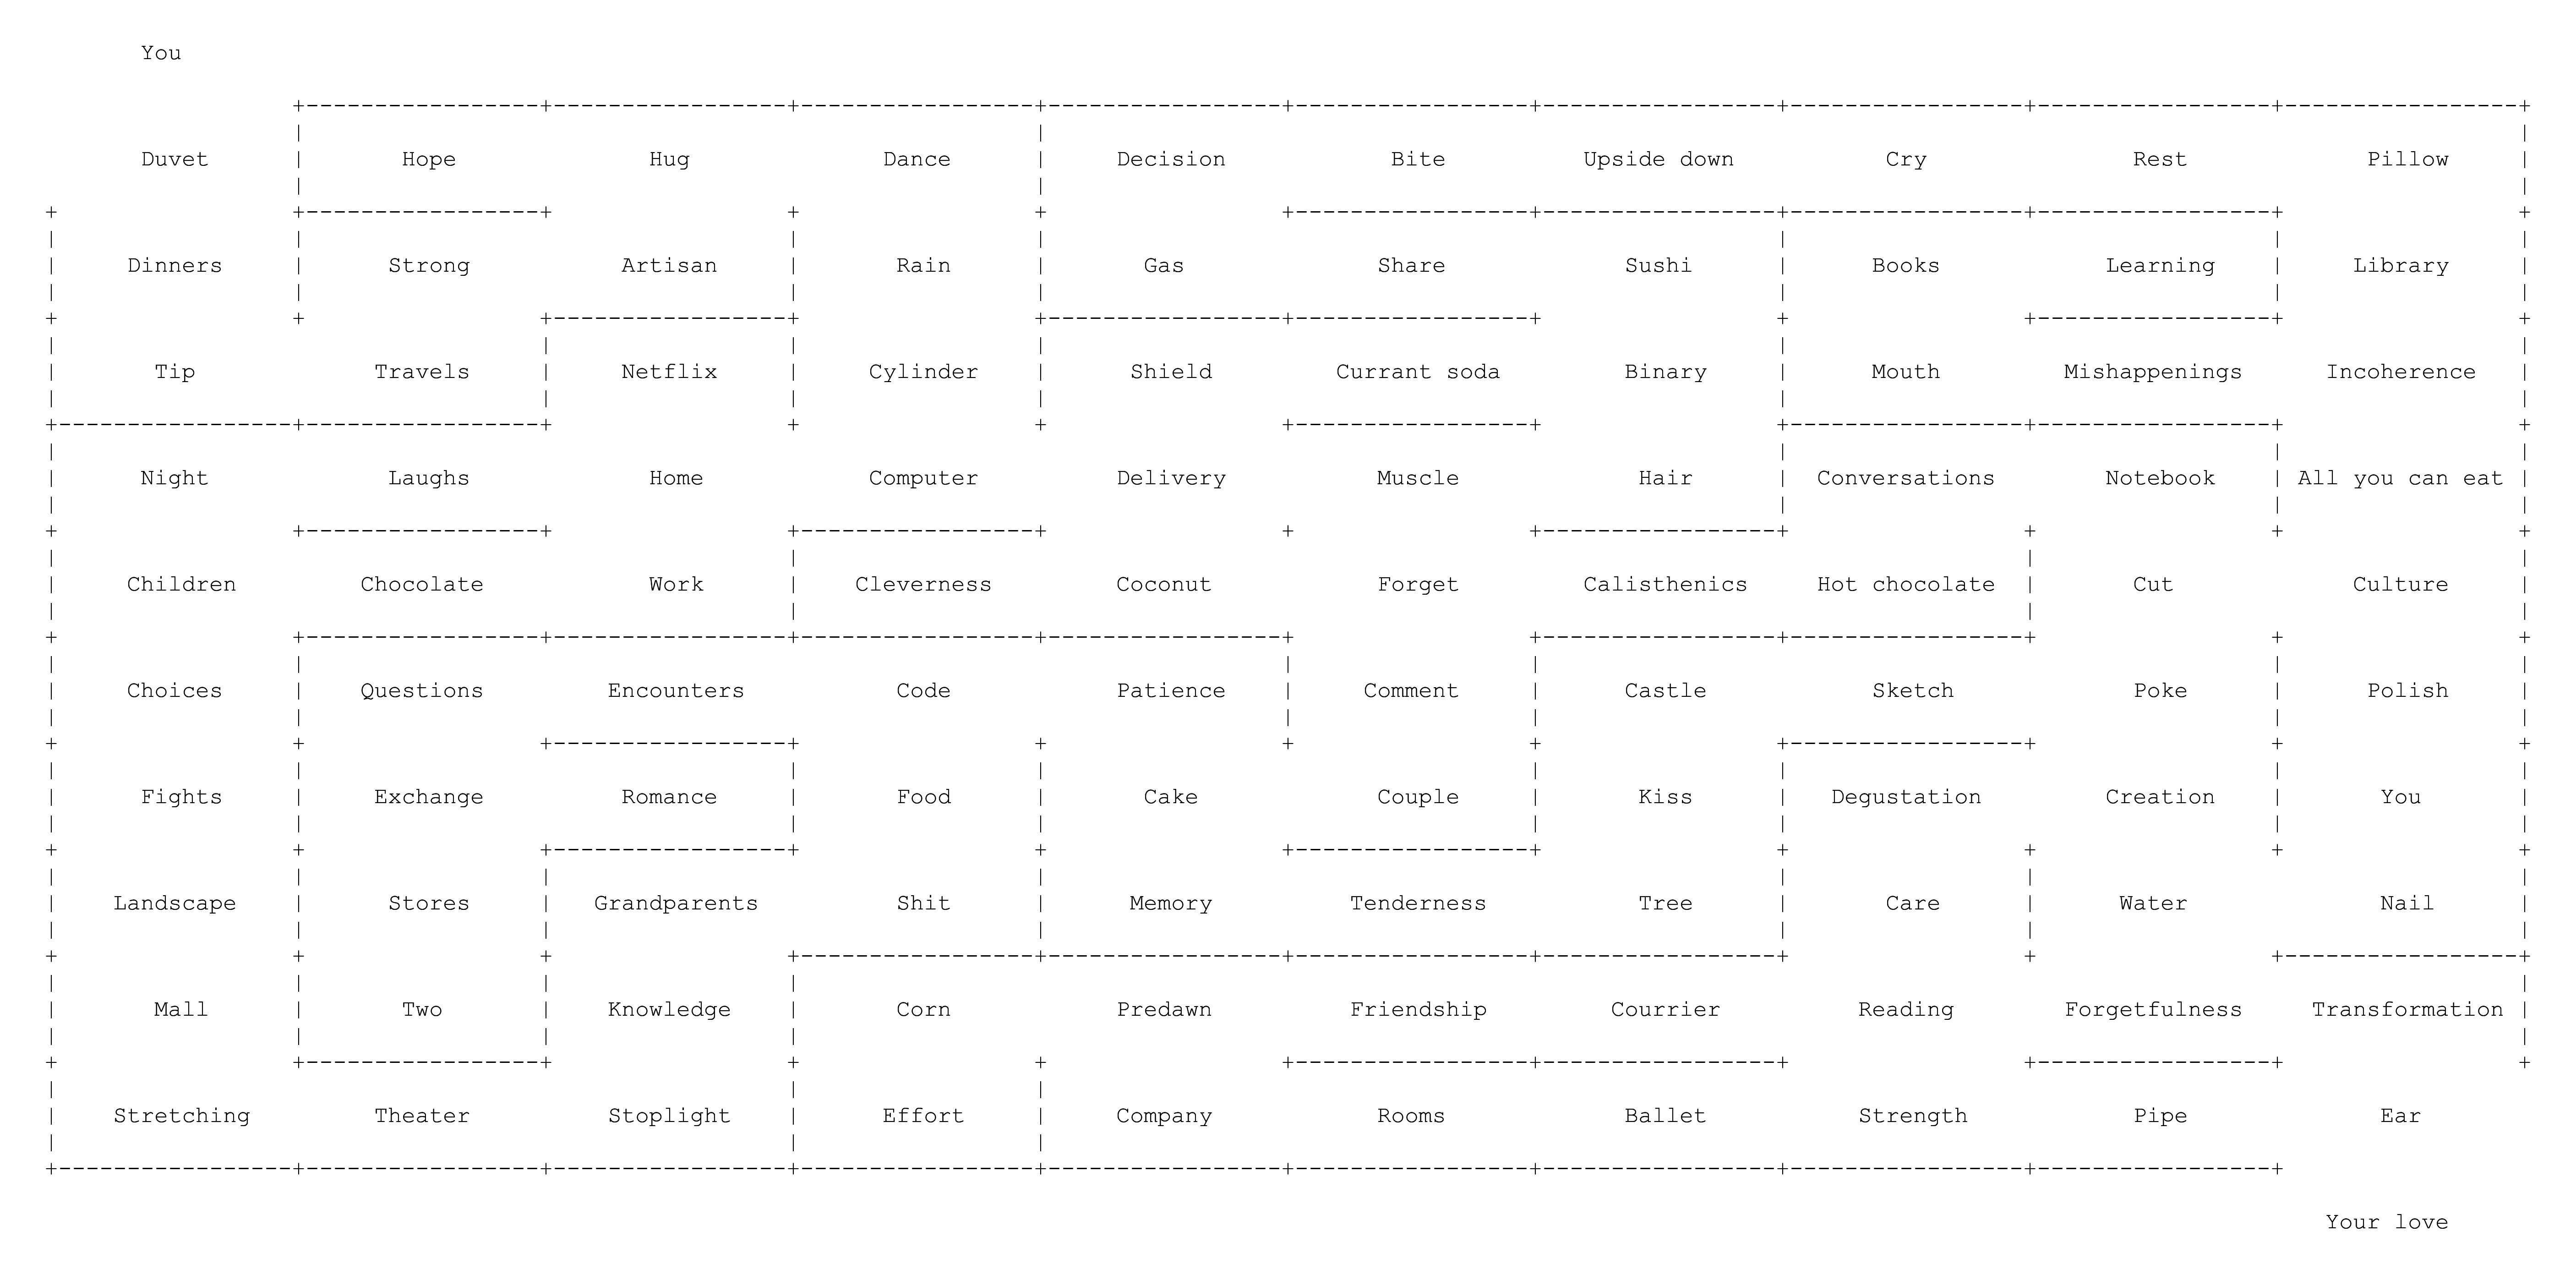 You
Duvet Hope Hug Dance Decision Bite Upside down Cry Rest Pillow
Dinners Strong Artisan Rain Gas Share Sushi Books Learning Library
Tip Travels Netflix Cylinder Shield Currant soda Binary Mouth Mishappenings Incoherence
Night Laughs Home Computer Delivery Muscle Hair Conversations Notebook All you can eat
Children Chocolate Work Cleverness Coconut Forget Calisthenics Hot chocolate Cut Culture
Choices Questions Encounters Code Patience Comment Castle Sketch Poke Polish
Fights Exchange Romance Food Cake Couple Kiss Degustation Creation You
Landscape Stores Grandparents Shit Memory Tenderness Tree Care Water Nail
Mall Two Knowledge Corn Predawn Friendship Courrier Reading Forgetfulness Transformation
Stretching Theater Stoplight Effort Company Rooms Ballet Strength Pipe Ear
Your love